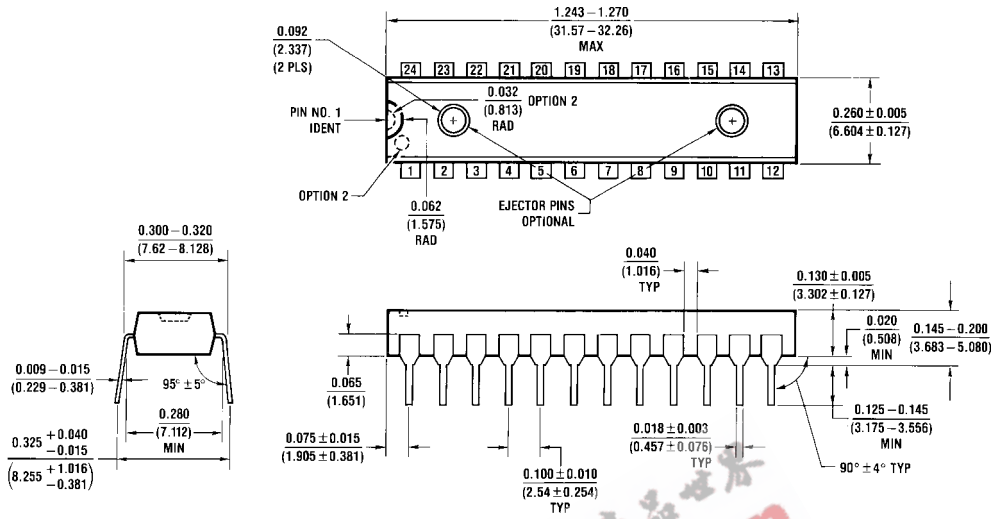 1.243–1.270
(31.57–32.26)
MAX
0.092
(2.337)
(2 PLS)
24 23 22 21 20 19 18 17 16 15 14 13
0.032
(0.813)
RAD
OPTION 2
PIN NO. 1
IDENT
0.260±0.005
(6.604±0.127)
OPTION 2
1 2 3 4 5 6 7 8 9 10 11 12
0.062
(1.575)
RAD
EJECTOR PINS
OPTIONAL
0.300–0.320
(7.62–8.128)
0.040
(1.016)
TYP
0.130±0.005
(3.302±0.127)
0.020
(0.508)
MIN
0.145–0.200
(3.683–5.080)
0.009–0.015
(0.229–0.381)
95° ±5°
0.280
(7.112)
MIN
0.065
(1.651)
0.325 +0.040
-0.015
(8.255 +1.016
-0.381)
0.075±0.015
(1.905±0.381)
0.100±0.010
(2.54±0.254)
TYP
0.018±0.003
(0.457±0.076)
TYP
0.125–0.145
(3.175–3.556)
MIN
90° ±4° TYP